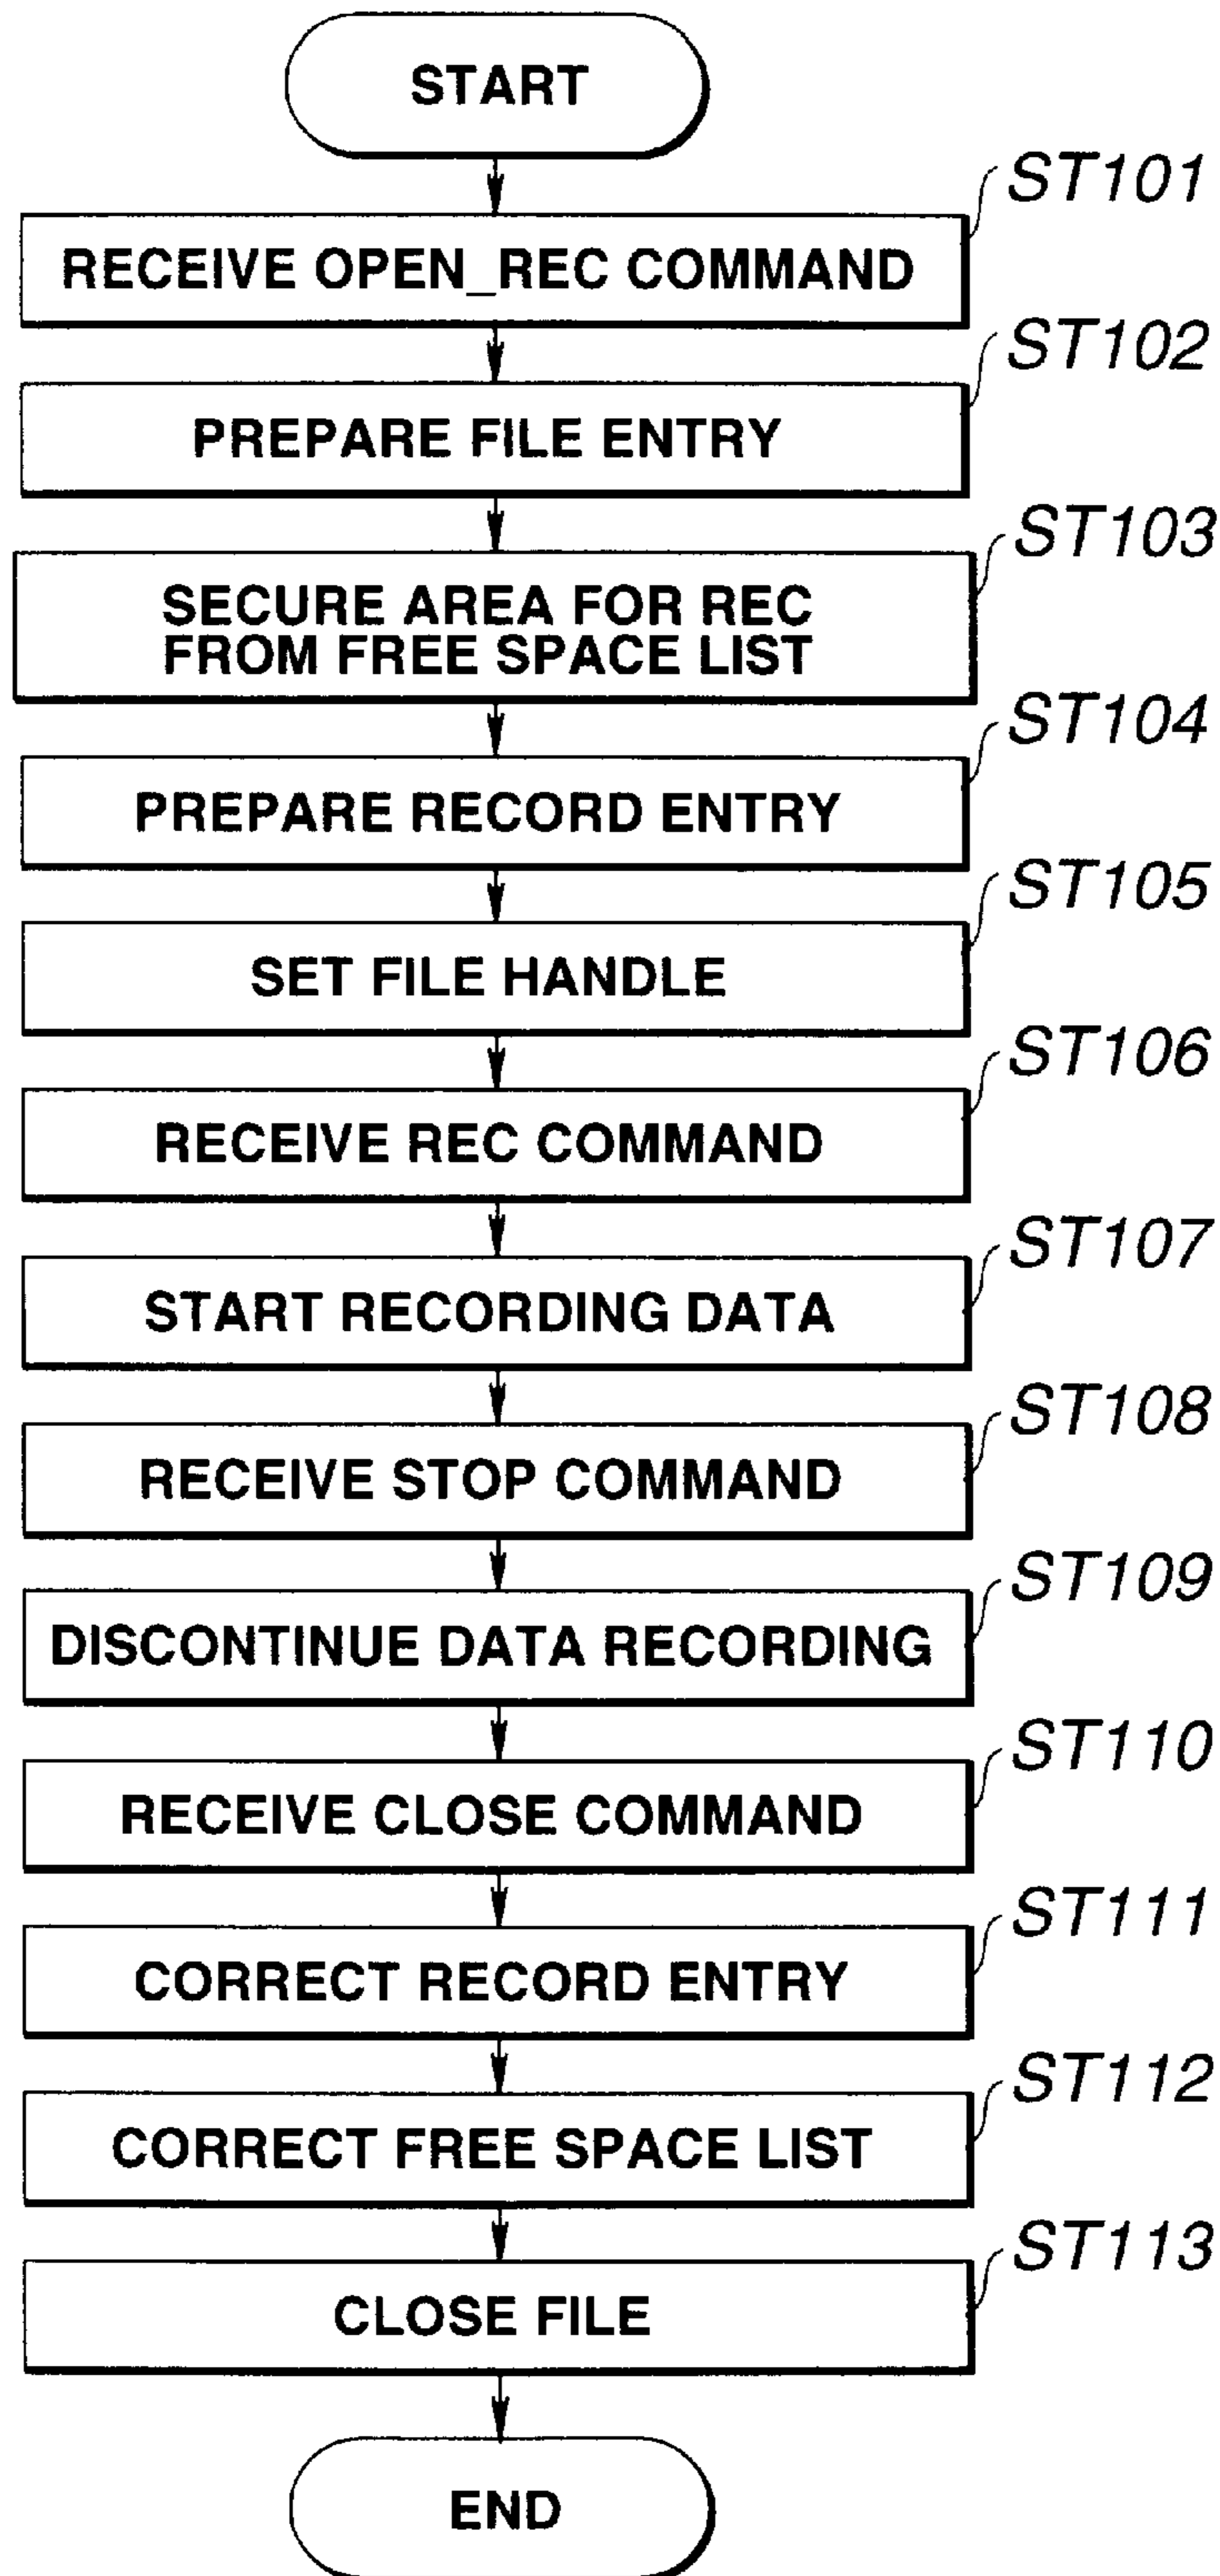 START
ST101
RECEIVE OPEN_REC COMMAND
ST102
PREPARE FILE ENTRY
ST103
SECURE AREA FOR REC
FROM FREE SPACE LIST
ST104
PREPARE RECORD ENTRY
ST105
SET FILE HANDLE
ST106
RECEIVE REC COMMAND
ST107
START RECORDING DATA
ST108
RECEIVE STOP COMMAND
ST109
DISCONTINUE DATA RECORDING
ST110
RECEIVE CLOSE COMMAND
ST111
CORRECT RECORD ENTRY
ST112
CORRECT FREE SPACE LIST
ST113
CLOSE FILE
END